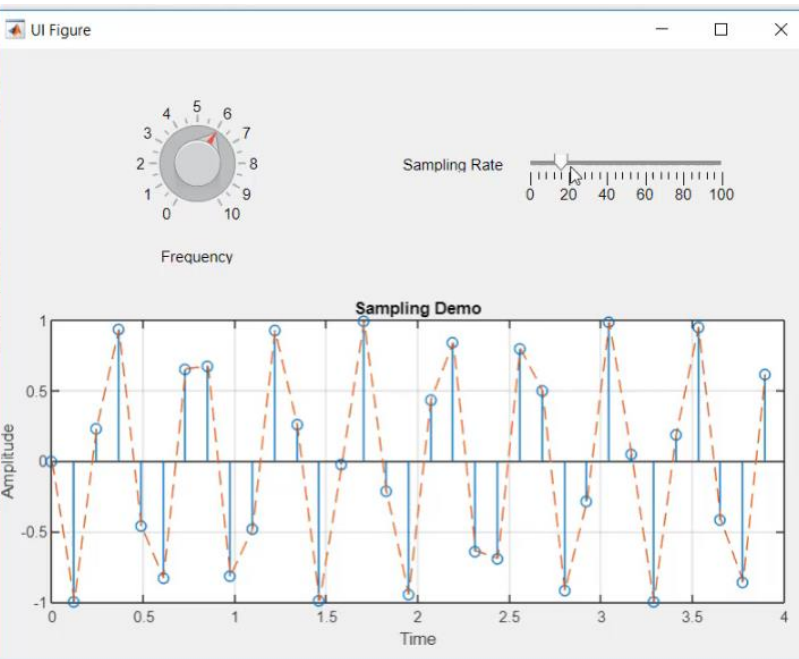 UI Figure
5
4 6
3 7
2 8
1 9
0 10
Frequency
Sampling Rate
0 20 40 60 80 100
Sampling Demo
1
0.5
0
-0.5
-1
Amplitude
0 0.5 1 1.5 2 2.5 3 3.5 4
Time